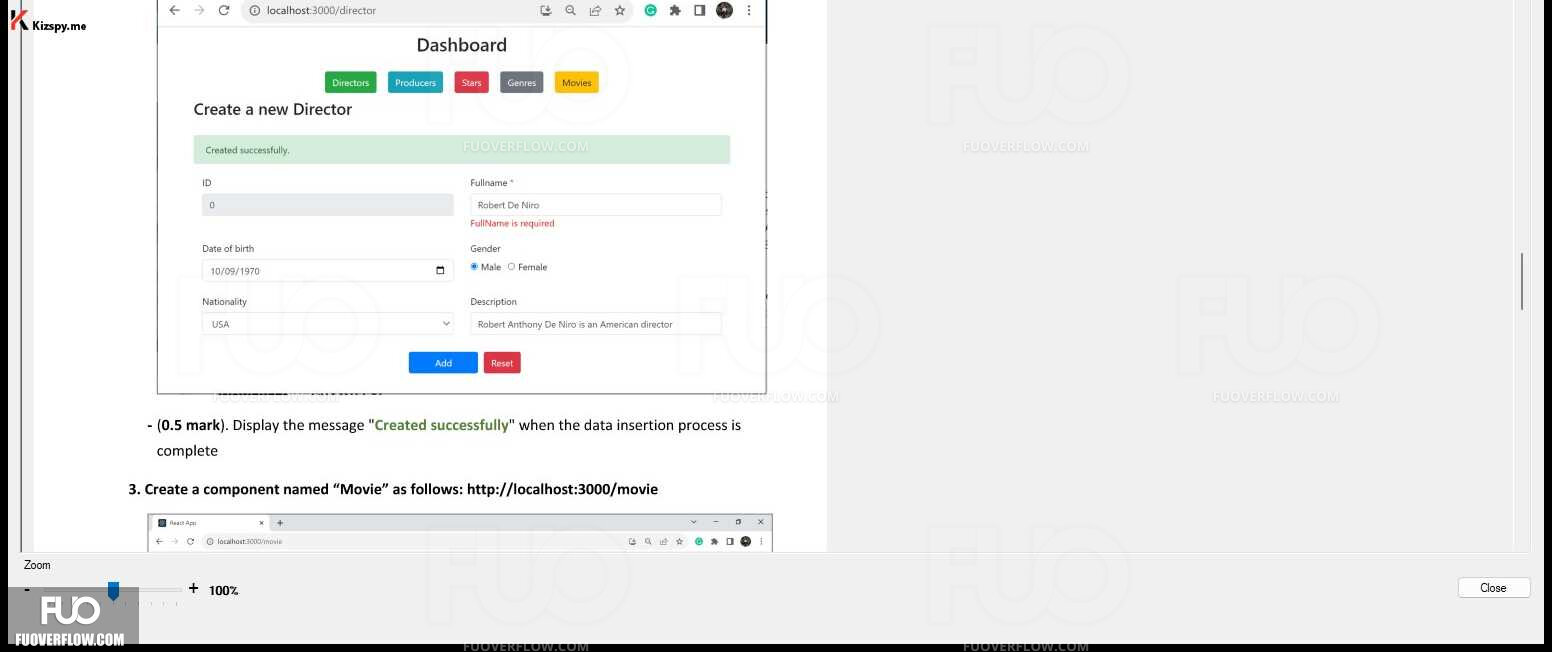 Kizspy.me
localhost:3000/director
Dashboard
Directors Producers Stars Genres Movies
Create a new Director
Created successfully.
FUOVERFLOW.COM
FUOVERFLOW.COM
ID
Fullname *
0
Robert De Niro
FullName is required
Date of birth
Gender
10/09/1970
Male Female
Nationality
Description
USA
Robert Anthony De Niro is an American director
Add Reset
FUOVERFLOW.COM
FUOVERFLOW.COM
FUOVERFLOW.COM
- (0.5 mark). Display the message "Created successfully" when the data insertion process is
complete
3. Create a component named “Movie” as follows: http://localhost:3000/movie
React App
localhost:3000/movie
Zoom
- + 100%
Close
FUO
FUOVERFLOW.COM
FUOVERFLOW.COM
FUOVERFLOW.COM